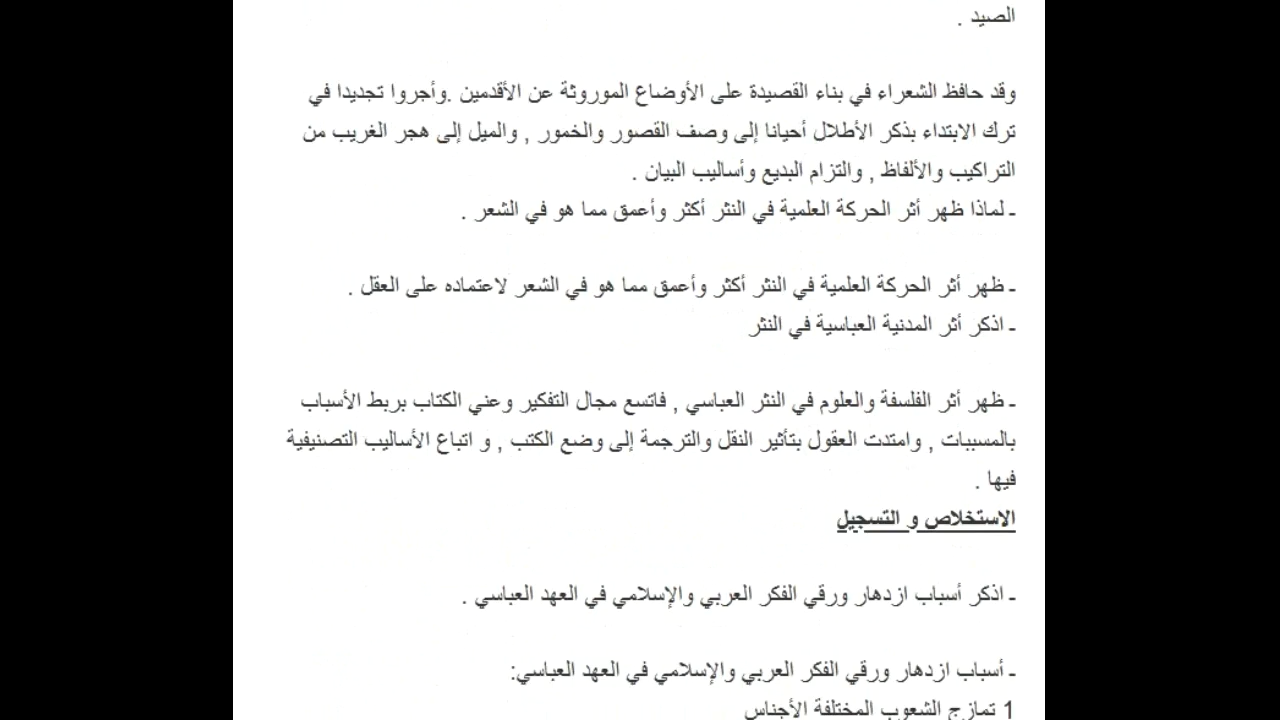 الصيد .
وقد حافظ الشعراء في بناء القصيدة على الأوضاع الموروثة عن الأقدمين .وأجروا تجديدا في
ترك الابتداء بذكر الأطلال أحيانا إلى وصف القصور والخمور , والميل إلى هجر الغريب من
التراكيب والألفاظ , والتزام البديع وأساليب البيان .
ـ لماذا ظهر أثر الحركة العلمية في النثر أكثر وأعمق مما هو في الشعر .
ـ ظهر أثر الحركة العلمية في النثر أكثر وأعمق مما هو في الشعر لاعتماده على العقل .
ـ اذكر أثر المدنية العباسية في النثر
ـ ظهر أثر الفلسفة والعلوم في النثر العباسي , فاتسع مجال التفكير وعني الكتاب بربط الأسباب
بالمسببات , وامتدت العقول بتأثير النقل والترجمة إلى وضع الكتب , و اتباع الأساليب التصنيفية
فيها .
الاستخلاص و التسجيل
ـ اذكر أسباب ازدهار ورقي الفكر العربي والإسلامي في العهد العباسي .
ـ أسباب ازدهار ورقي الفكر العربي والإسلامي في العهد العباسي:
1 تمازج الشعوب المختلفة الأجناس